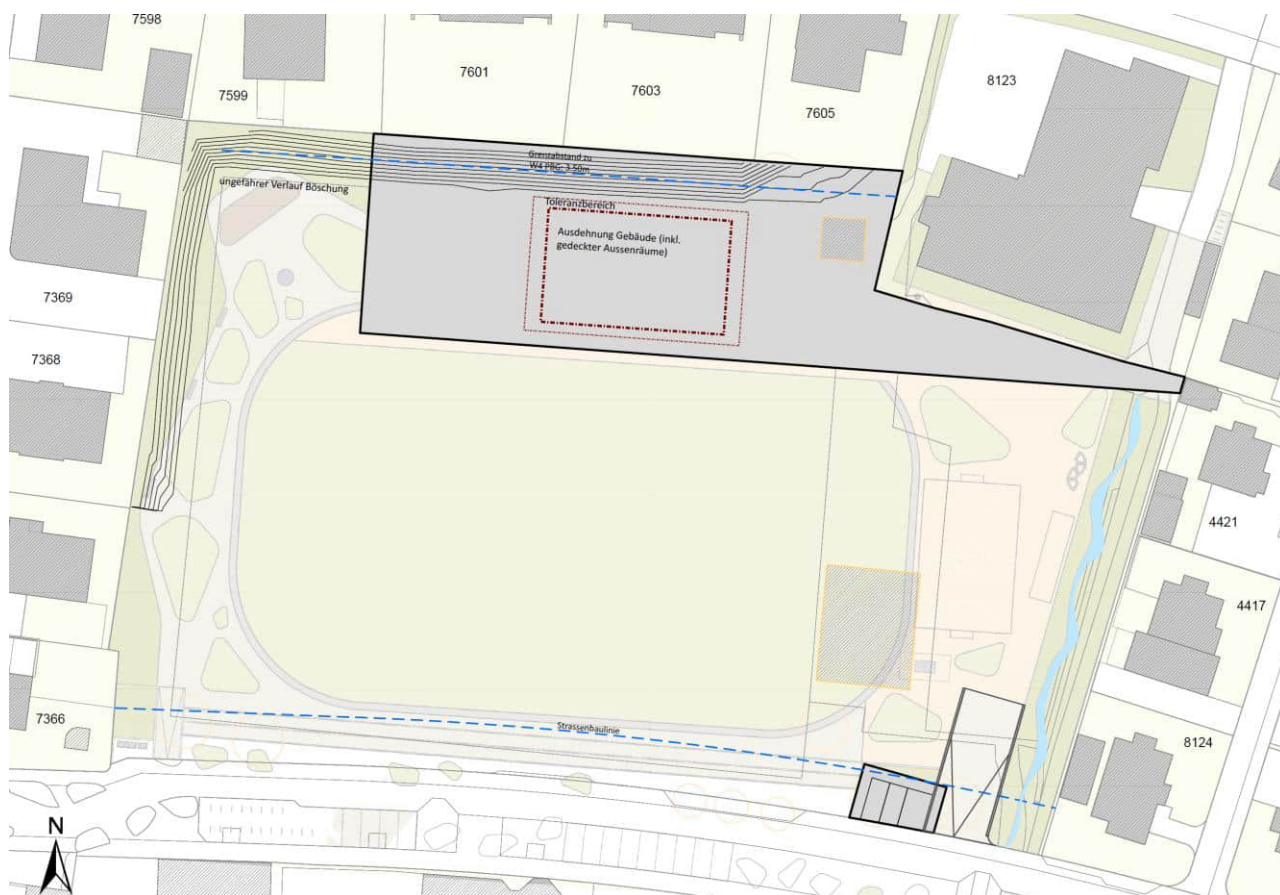 7598
7601
8123
7603
7599
7605
Grenzabstand zu
W4 PBG: 3.50m
ungefährer Verlauf Böschung
Toleranzbereich
Ausdehnung Gebäude (inkl.
gedeckter Aussenräume)
7369
7368
4421
4417
7366
Strassenbaulinie
8124
N